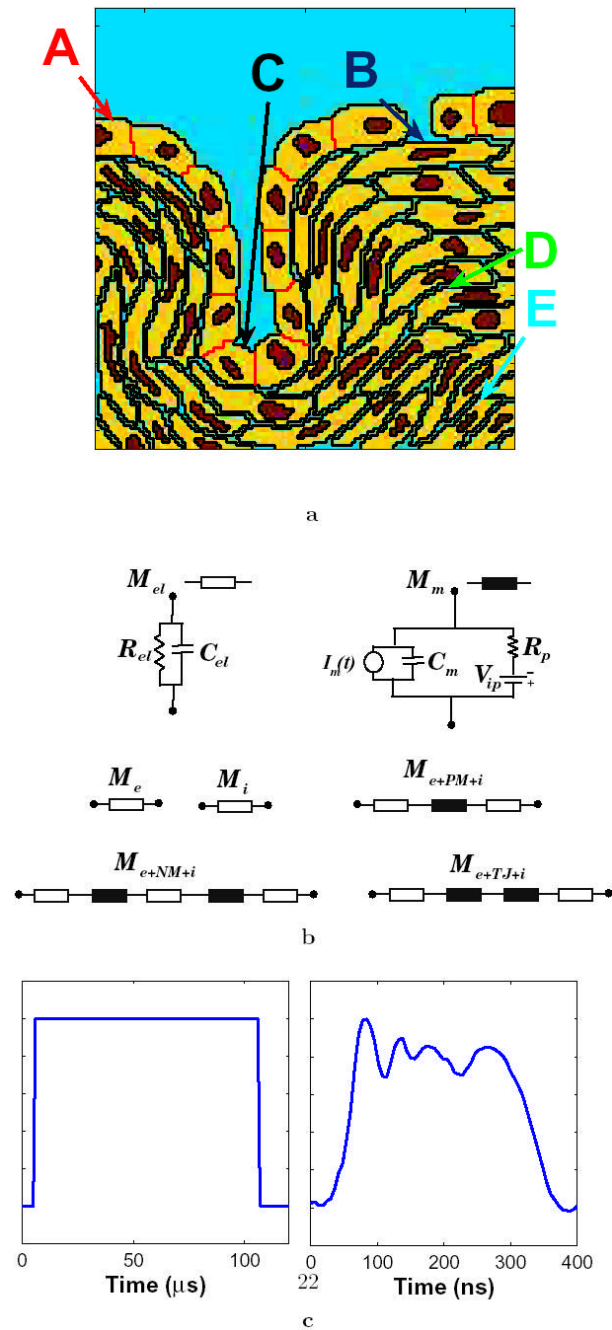 A
C
B
D
E
a
M_el
M_m
R_el
C_el
I_m(t)
C_m
R_p
V_ip
- +
M_e
M_i
M_e+PM+i
M_e+NM+i
M_e+TJ+i
b
0 50 100
0 100 200 300 400
Time (μs)
22
Time (ns)
c